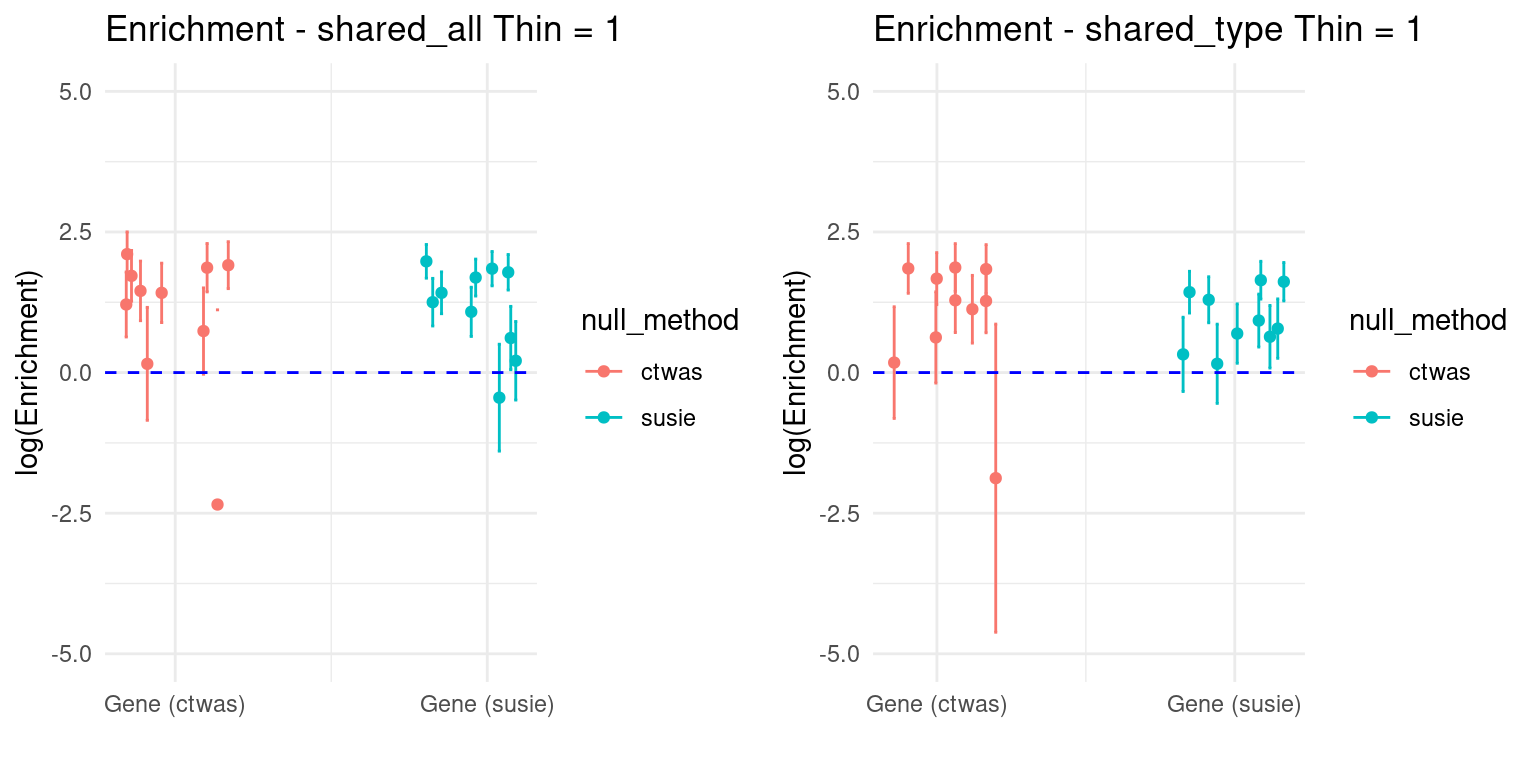 Enrichment - shared_all Thin = 1
log(Enrichment)
5.0
2.5
0.0
-2.5
-5.0
Gene (ctwas)
Gene (susie)
null_method
ctwas
susie
Enrichment - shared_type Thin = 1
log(Enrichment)
5.0
2.5
0.0
-2.5
-5.0
Gene (ctwas)
Gene (susie)
null_method
ctwas
susie